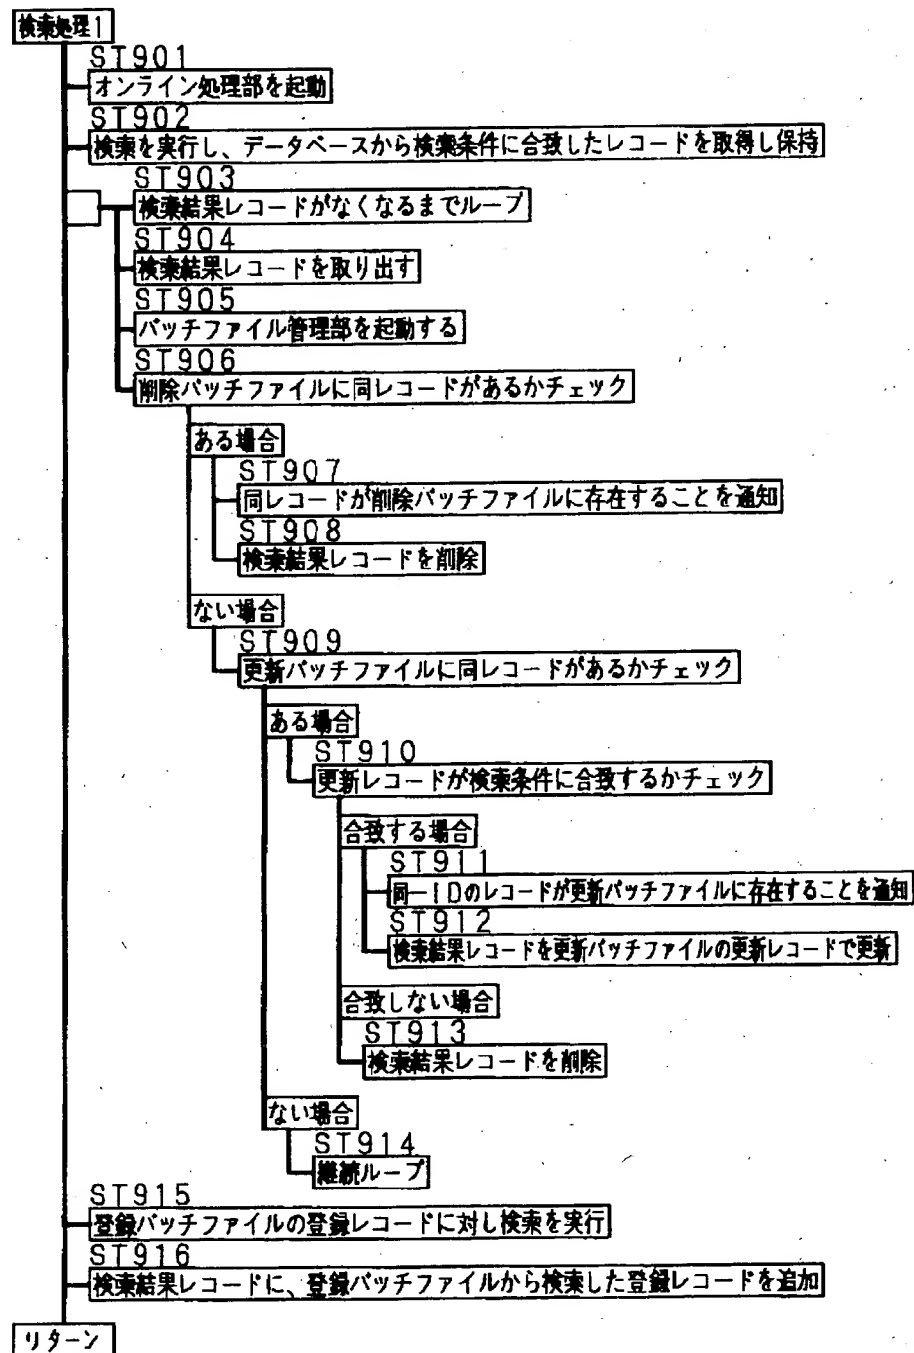 検索処理1
ST901
オンライン処理部を起動
ST902
検索を実行し、データベースから検索条件に合致したレコードを取得し保持
ST903
検索結果レコードがなくなるまでループ
ST904
検索結果レコードを取り出す
ST905
バッチファイル管理部を起動する
ST906
削除バッチファイルに同レコードがあるかチェック
ある場合
ST907
同レコードが削除バッチファイルに存在することを通知
ST908
検索結果レコードを削除
ない場合
ST909
更新バッチファイルに同レコードがあるかチェック
ある場合
ST910
更新レコードが検索条件に合致するかチェック
合致する場合
ST911
同一IDのレコードが更新バッチファイルに存在することを通知
ST912
検索結果レコードを更新バッチファイルの更新レコードで更新
合致しない場合
ST913
検索結果レコードを削除
ない場合
ST914
継続ループ
ST915
登録バッチファイルの登録レコードに対し検索を実行
ST916
検索結果レコードに、登録バッチファイルから検索した登録レコードを追加
リターン